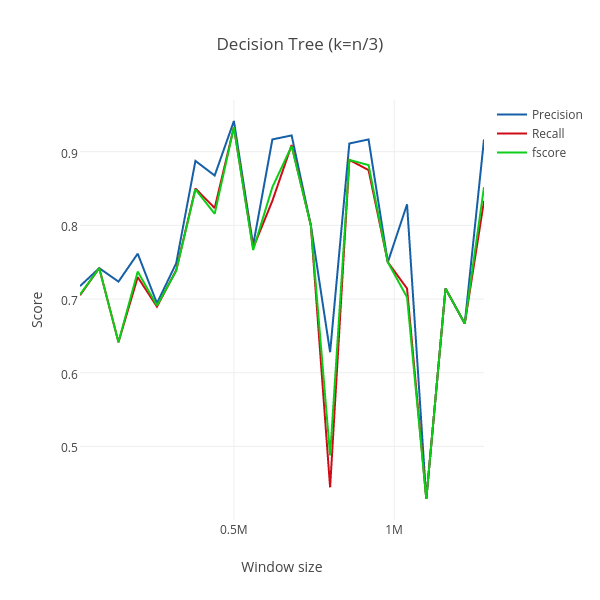 Decision Tree (k=n/3)
Precision
Recall
fscore
0.9
0.8
0.7
0.6
0.5
Score
0.5M
1M
Window size